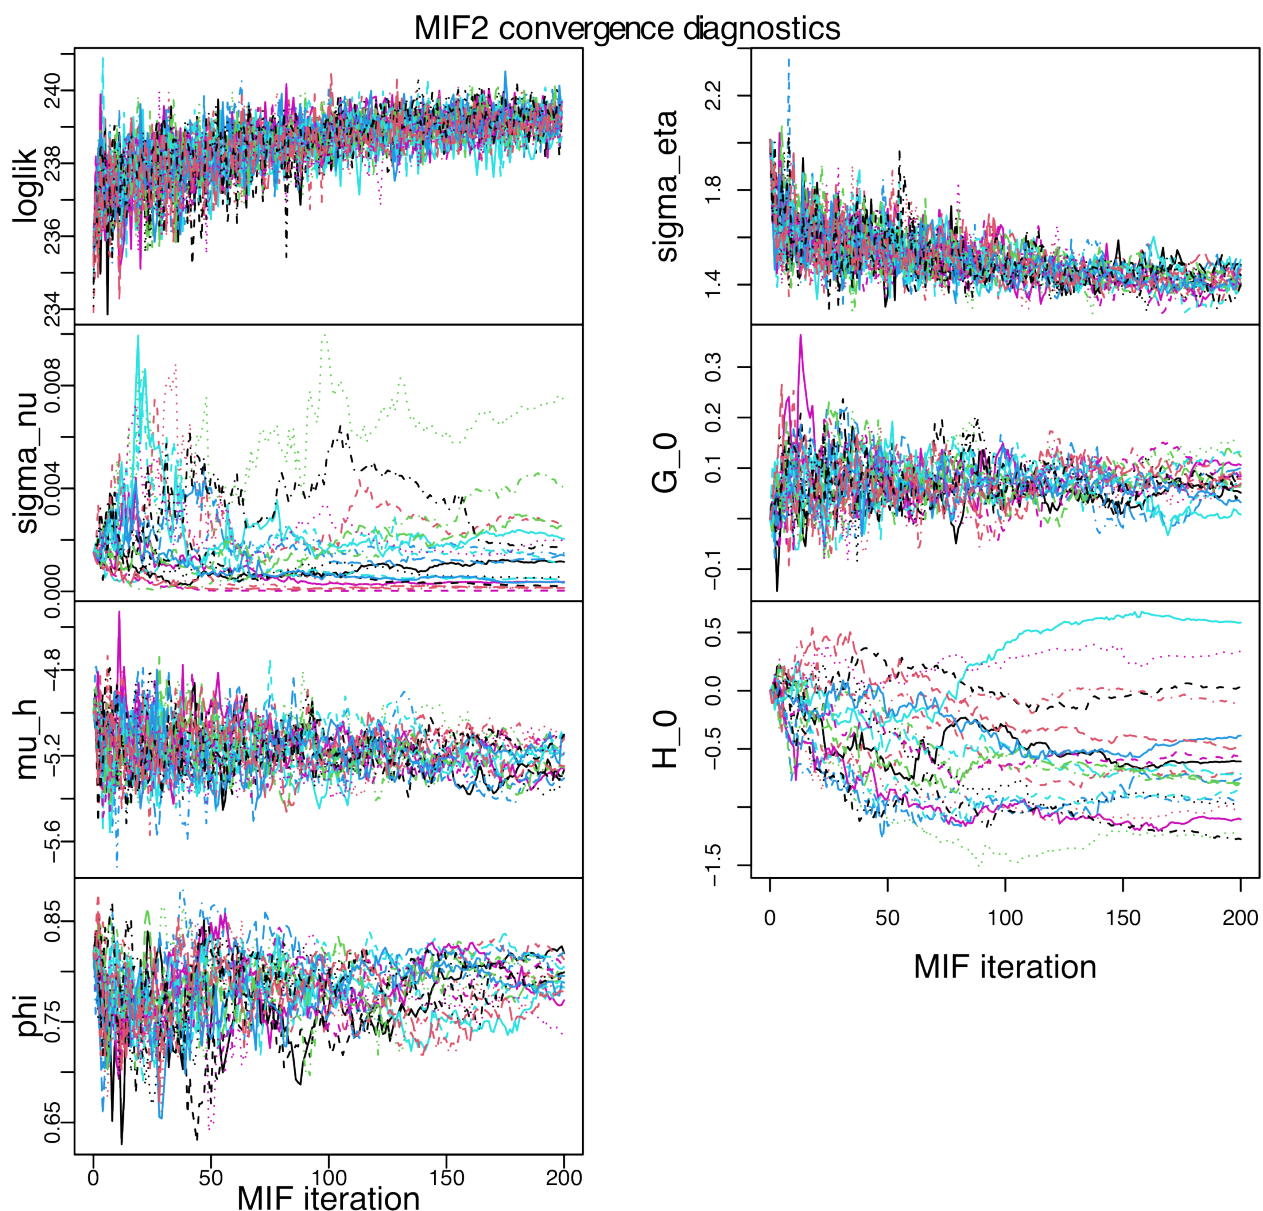 MIF2 convergence diagnostics
loglik
234 236 238 240
sigma_nu
0.000 0.004 0.008
mu_h
−5.6 −5.2 −4.8
phi
0.65 0.75 0.85
0 50 100 150 200
MIF iteration
sigma_eta
1.4 1.8 2.2
G_0
−0.1 0.1 0.2 0.3
H_0
−1.5 −0.5 0.0 0.5
0 50 100 150 200
MIF iteration